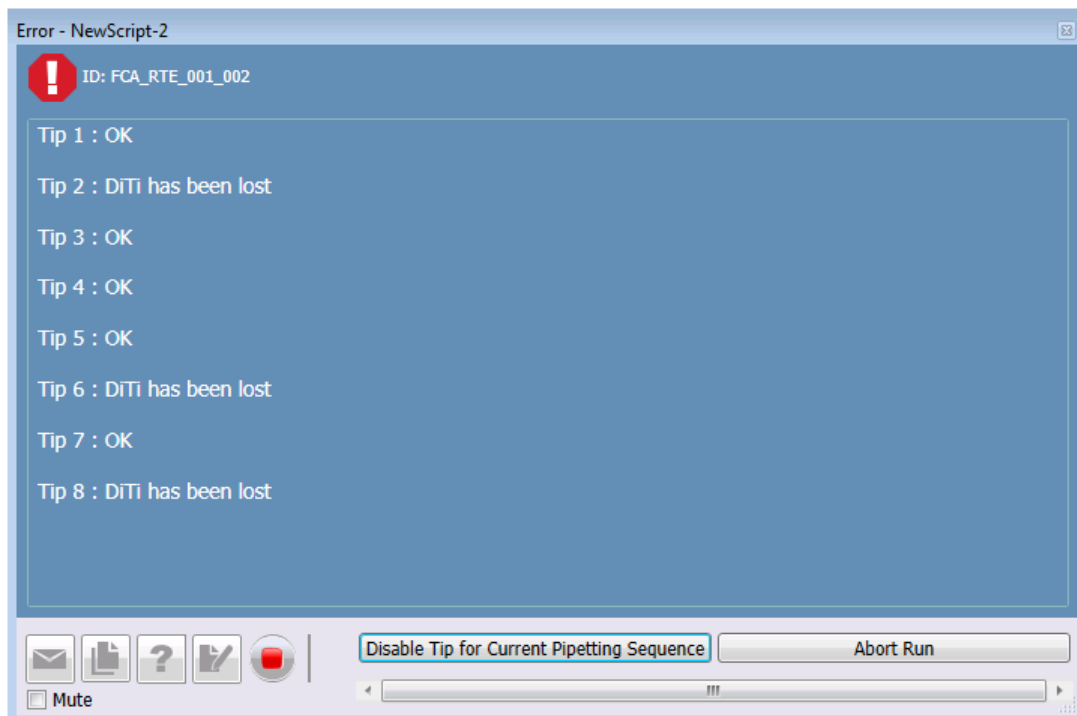 Error - NewScript-2
ID: FCA_RTE_001_002
Tip 1 : OK
Tip 2 : DiTi has been lost
Tip 3 : OK
Tip 4 : OK
Tip 5 : OK
Tip 6 : DiTi has been lost
Tip 7 : OK
Tip 8 : DiTi has been lost
Disable Tip for Current Pipetting Sequence Abort Run
Mute